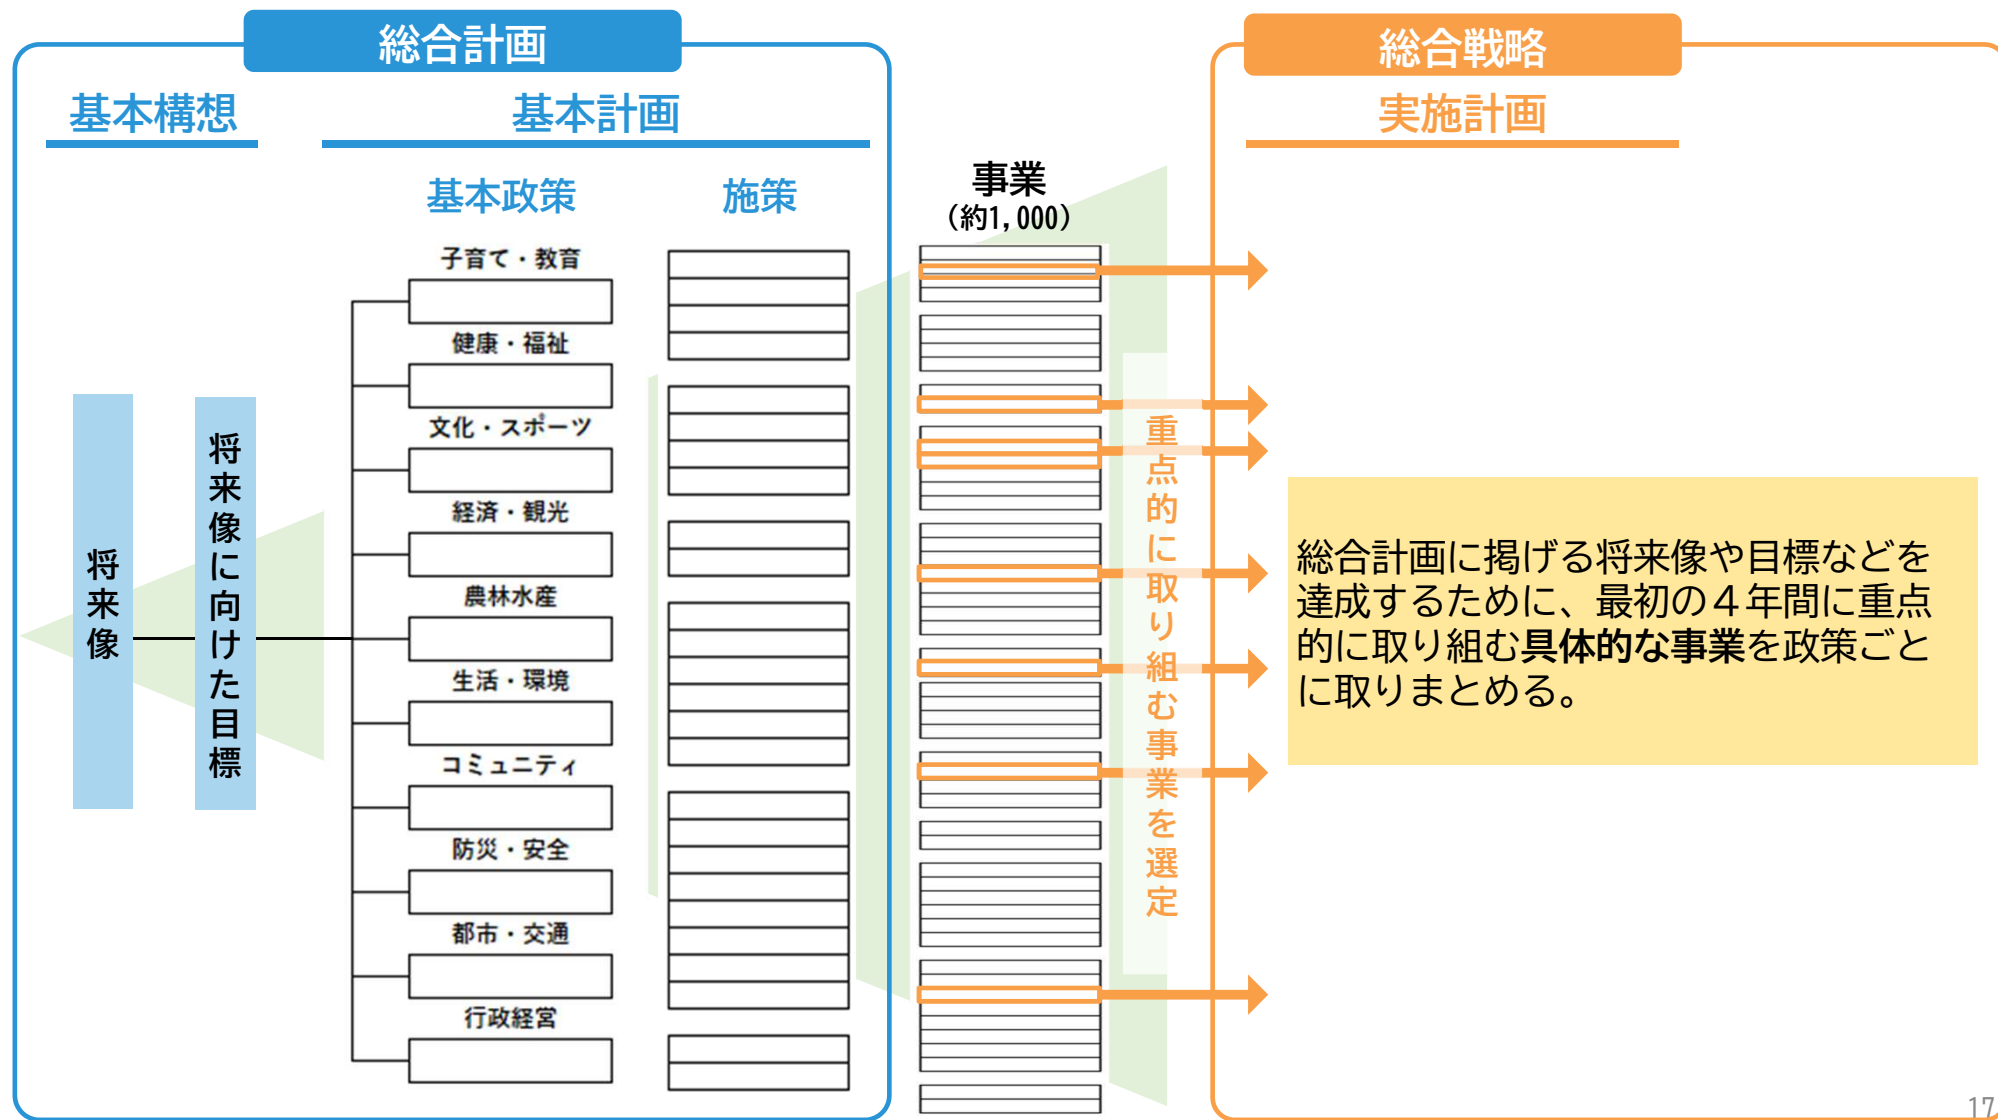 総合計画
総合戦略
基本構想
基本計画
実施計画
基本政策
施策
事業
（約1,000）
子育て・教育
健康・福祉
文化・スポーツ
経済・観光
農林水産
生活・環境
コミュニティ
防災・安全
都市・交通
行政経営
将来像
将来像に向けた目標
重点的に取り組む事業を選定
総合計画に掲げる将来像や目標などを
達成するために、最初の４年間に重点
的に取り組む具体的な事業を政策ごと
に取りまとめる。
17